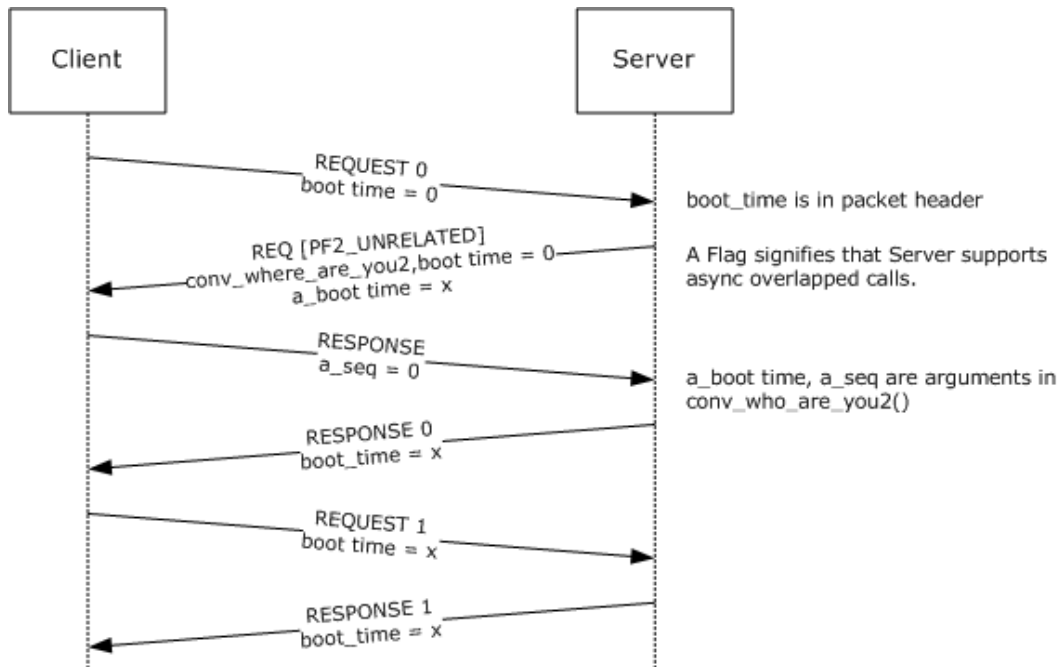 Client
Server
REQUEST 0
boot time = 0
boot_time is in packet header
REQ [PF2_UNRELATED]
conv_where_are_you2,boot time = 0
a_boot time = x
A Flag signifies that Server supports
async overlapped calls.
RESPONSE
a_seq = 0
a_boot time, a_seq are arguments in
conv_who_are_you2()
RESPONSE 0
boot_time = x
REQUEST 1
boot time = x
RESPONSE 1
boot_time = x